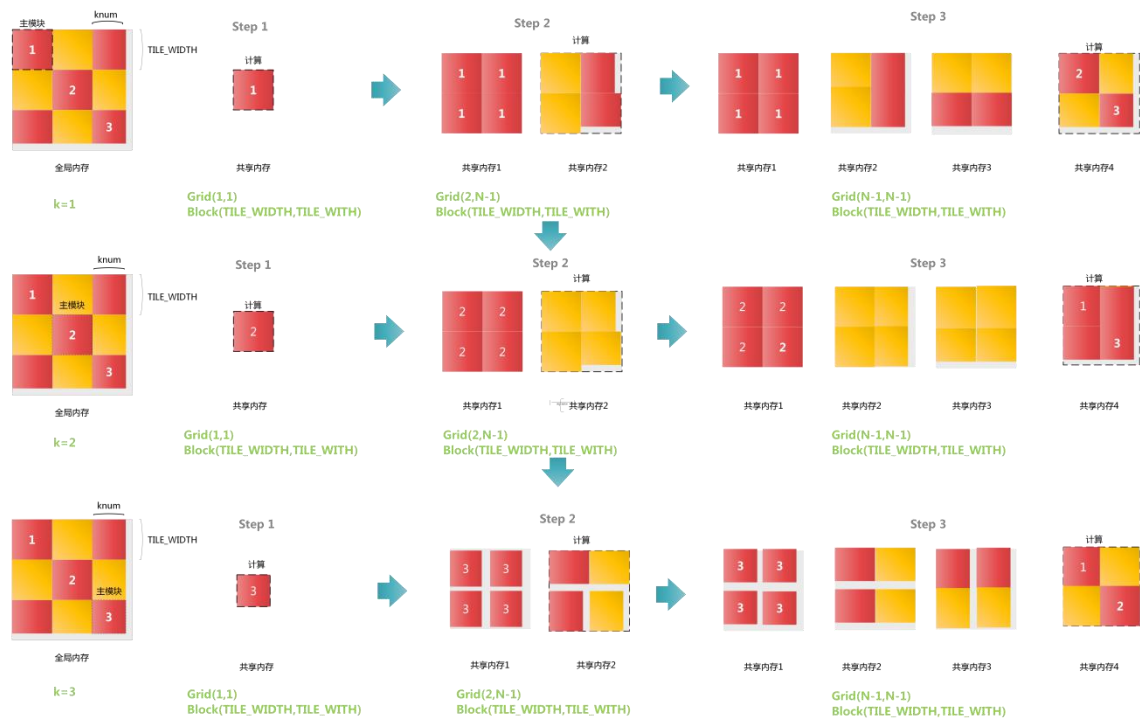 主模块
knum
Step 1
Step 2
Step 3
1
2
3
TILE_WIDTH
计算
1
1 1
1 1
计算
1 1
1 1
计算
2
3
全局内存
共享内存
共享内存1
共享内存2
共享内存1
共享内存2
共享内存3
共享内存4
k=1
Grid(1,1)
Block(TILE_WIDTH,TILE_WITH)
Grid(2,N-1)
Block(TILE_WIDTH,TILE_WITH)
Grid(N-1,N-1)
Block(TILE_WIDTH,TILE_WITH)
knum
Step 1
Step 2
Step 3
1
主模块
2
3
TILE_WIDTH
计算
2
2 2
2 2
计算
2 2
2 2
计算
1
3
全局内存
共享内存
共享内存1
共享内存2
共享内存1
共享内存2
共享内存3
共享内存4
k=2
Grid(1,1)
Block(TILE_WIDTH,TILE_WITH)
Grid(2,N-1)
Block(TILE_WIDTH,TILE_WITH)
Grid(N-1,N-1)
Block(TILE_WIDTH,TILE_WITH)
knum
Step 1
Step 2
Step 3
1
2
主模块
3
TILE_WIDTH
计算
3
3 3
3 3
计算
3 3
3 3
计算
1
2
全局内存
共享内存
共享内存1
共享内存2
共享内存1
共享内存2
共享内存3
共享内存4
k=3
Grid(1,1)
Block(TILE_WIDTH,TILE_WITH)
Grid(2,N-1)
Block(TILE_WIDTH,TILE_WITH)
Grid(N-1,N-1)
Block(TILE_WIDTH,TILE_WITH)